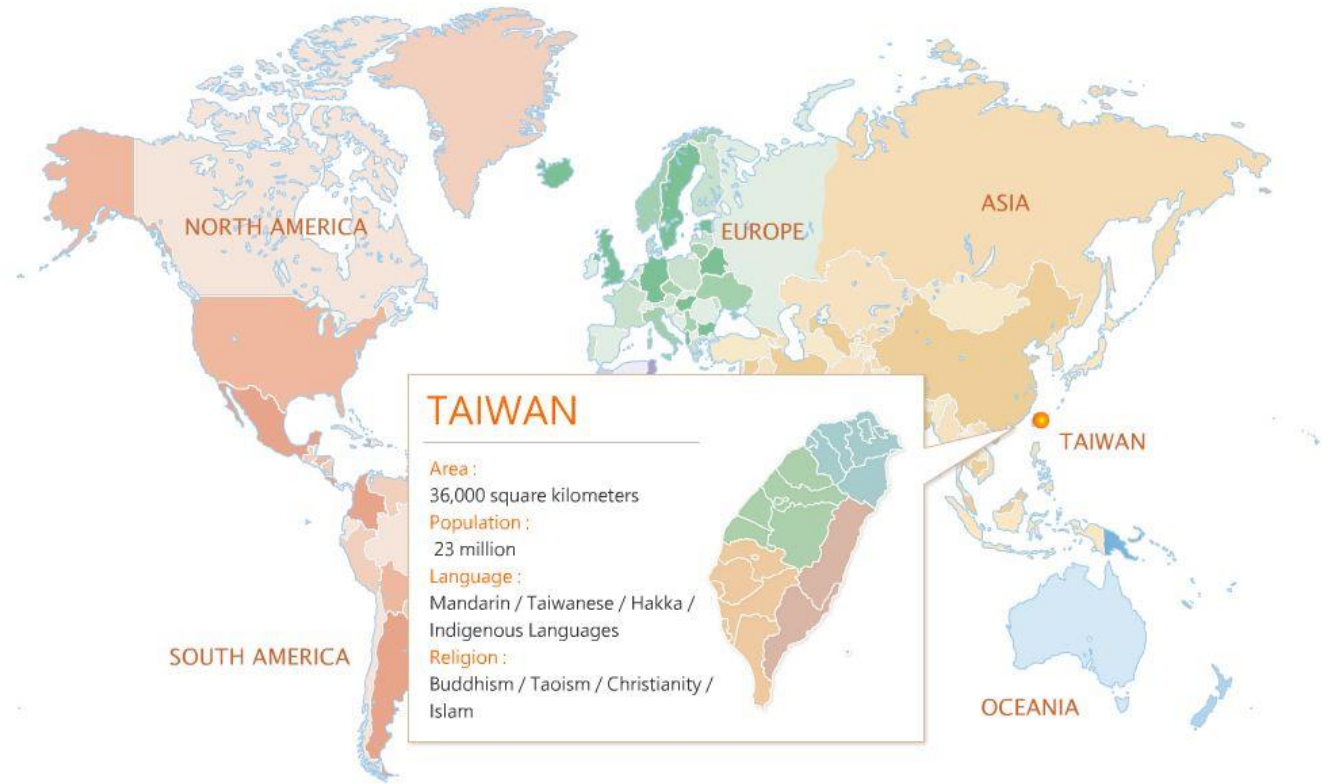 NORTH AMERICA
EUROPE
ASIA
TAIWAN
SOUTH AMERICA
OCEANIA
TAIWAN
Area :
36,000 square kilometers
Population :
23 million
Language :
Mandarin / Taiwanese / Hakka /
Indigenous Languages
Religion :
Buddhism / Taoism / Christianity /
Islam